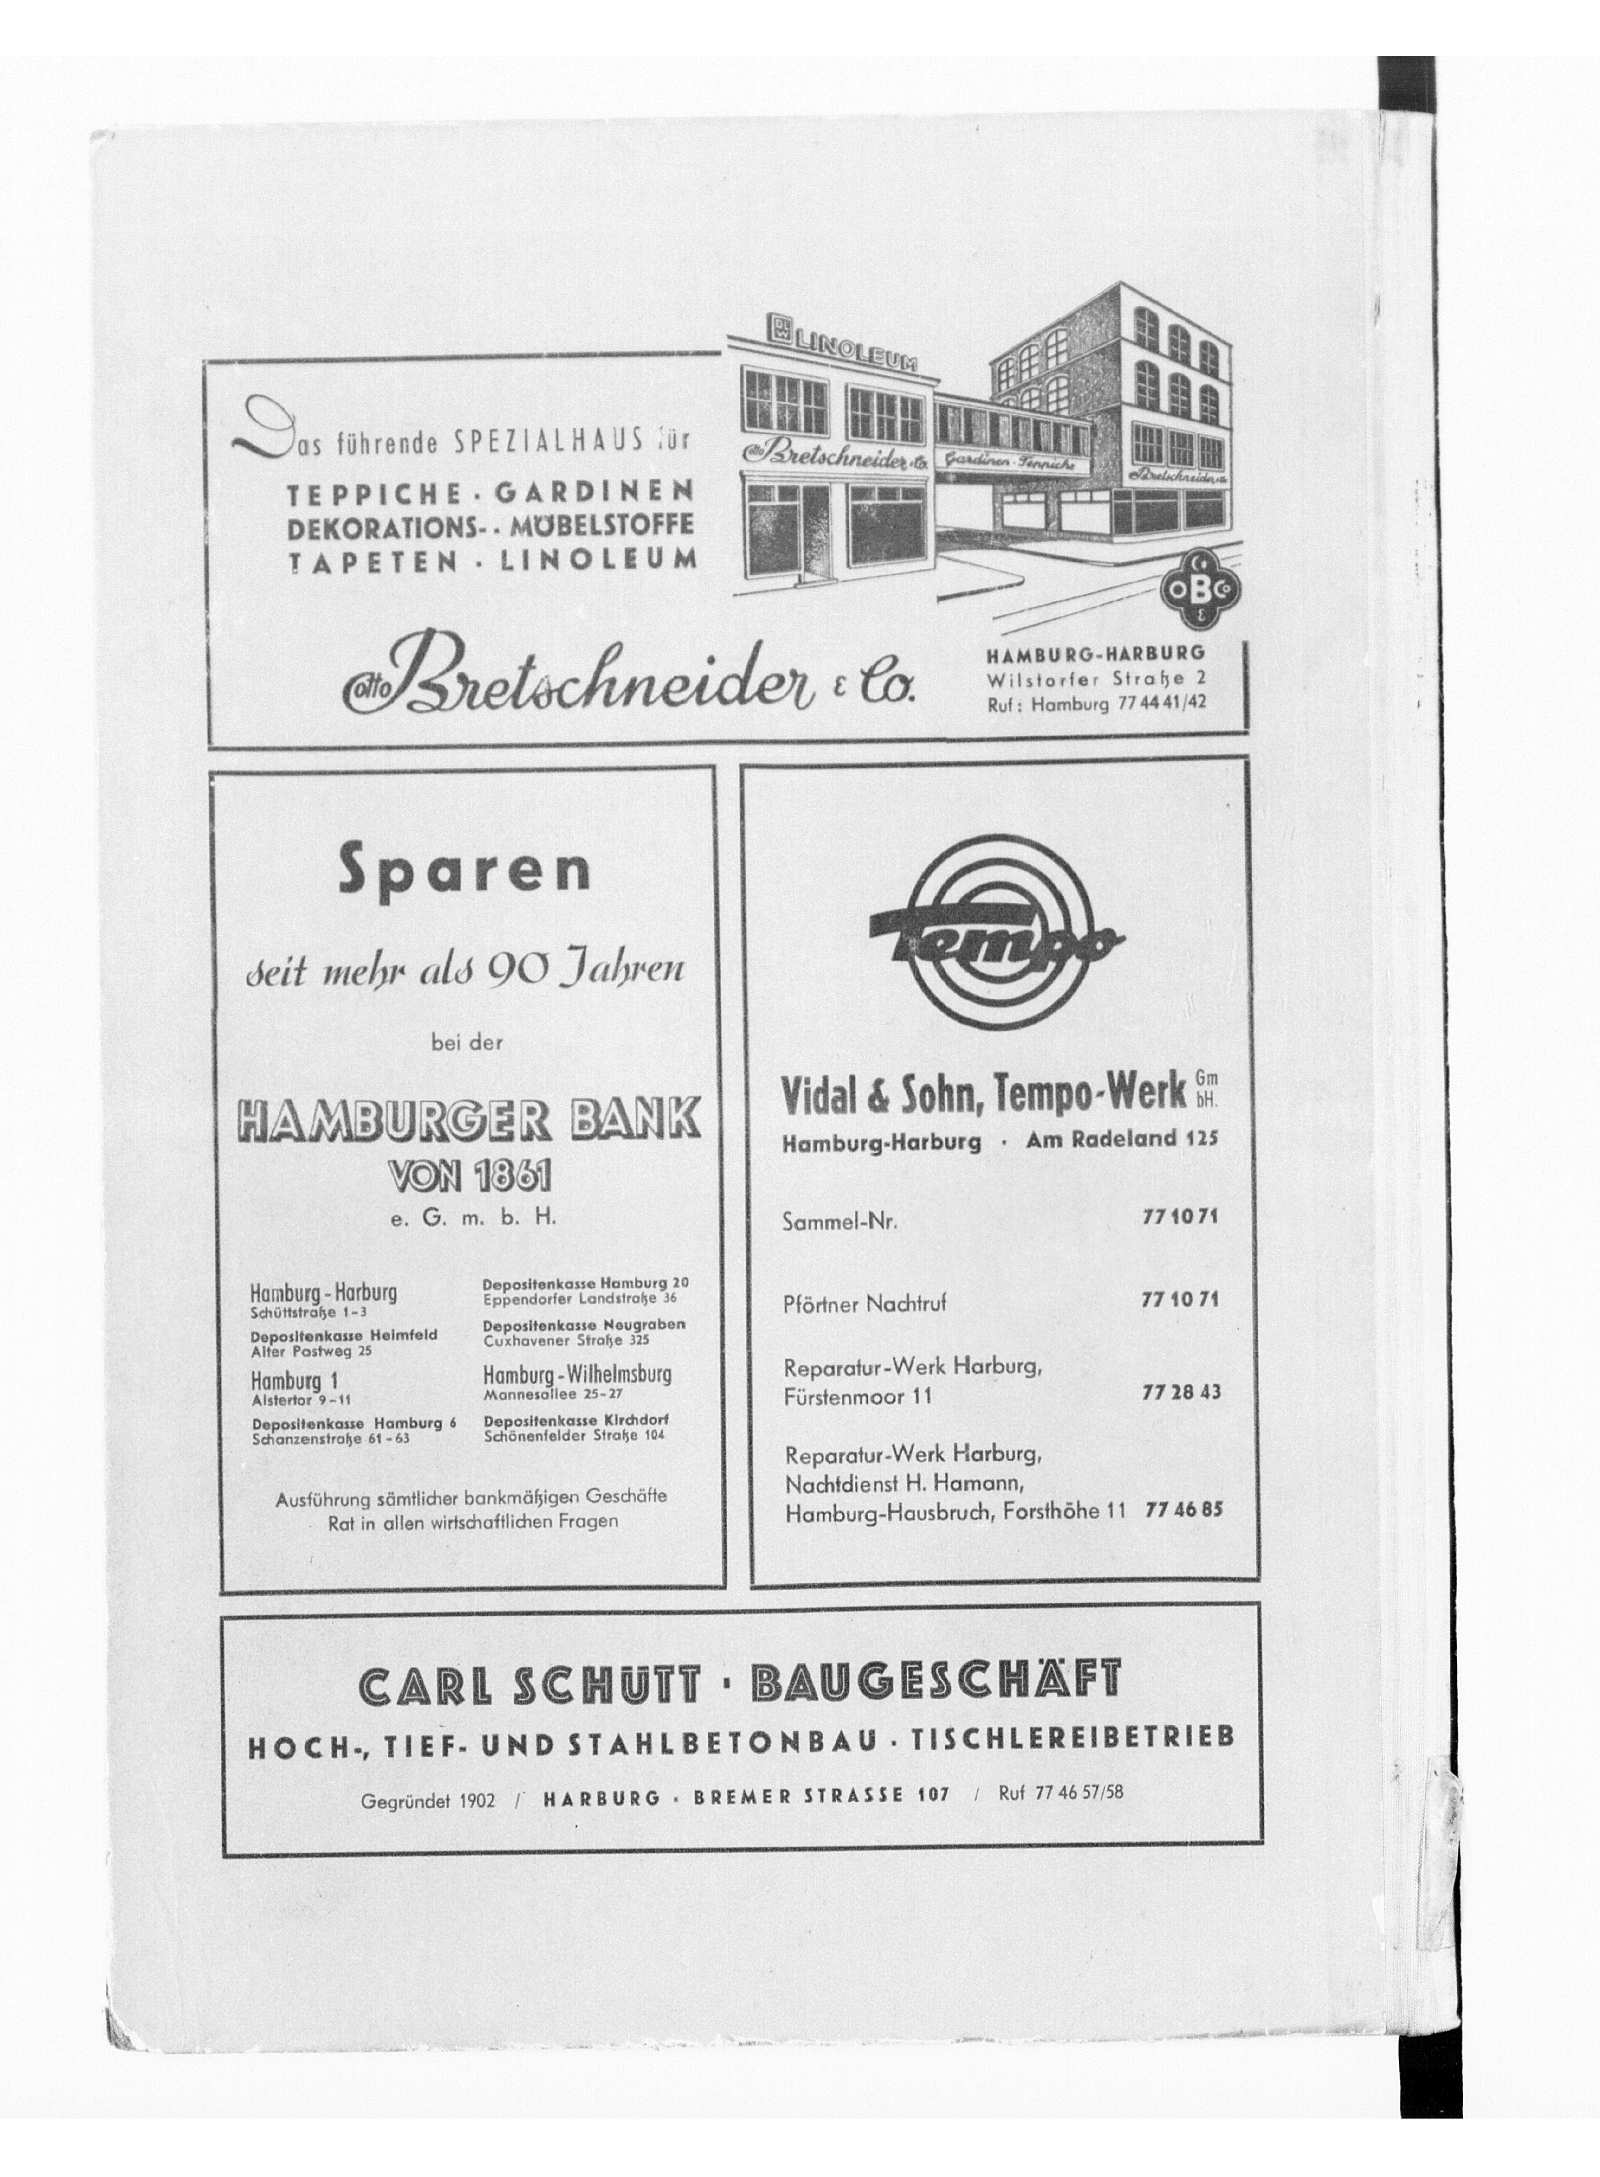 DLW LINOLEUM
Otto Bretschneider & Co.
Gardinen · Teppiche
Bretschneider & Co
Das führende SPEZIALHAUS für
TEPPICHE · GARDINEN
DEKORATIONS- · MÖBELSTOFFE
TAPETEN · LINOLEUM
OBCo
&
Otto Bretschneider & Co.
HAMBURG-HARBURG
Wilstorfer Straße 2
Ruf: Hamburg 77 44 41/42
Sparen
seit mehr als 90 Jahren
bei der
HAMBURGER BANK
VON 1861
e. G. m. b. H.
Hamburg-Harburg
Schüttstraße 1-3
Depositenkasse Heimfeld
Alter Postweg 25
Hamburg 1
Alstertor 9-11
Depositenkasse Hamburg 6
Schanzenstraße 61-63
Depositenkasse Hamburg 20
Eppendorfer Landstraße 36
Depositenkasse Neugraben
Cuxhavener Straße 325
Hamburg-Wilhelmsburg
Mannesallee 25-27
Depositenkasse Kirchdorf
Schönenfelder Straße 104
Ausführung sämtlicher bankmäßigen Geschäfte
Rat in allen wirtschaftlichen Fragen
Tempo
Vidal & Sohn, Tempo-Werk GmbH.
Hamburg-Harburg · Am Radeland 125
Sammel-Nr. 77 10 71
Pförtner Nachtruf 77 10 71
Reparatur-Werk Harburg,
Fürstenmoor 11 77 28 43
Reparatur-Werk Harburg,
Nachtdienst H. Hamann,
Hamburg-Hausbruch, Forsthöhe 11 77 46 85
CARL SCHÜTT · BAUGESCHÄFT
HOCH-, TIEF- UND STAHLBETONBAU · TISCHLEREIBETRIEB
Gegründet 1902 / HARBURG · BREMER STRASSE 107 / Ruf 77 46 57/58